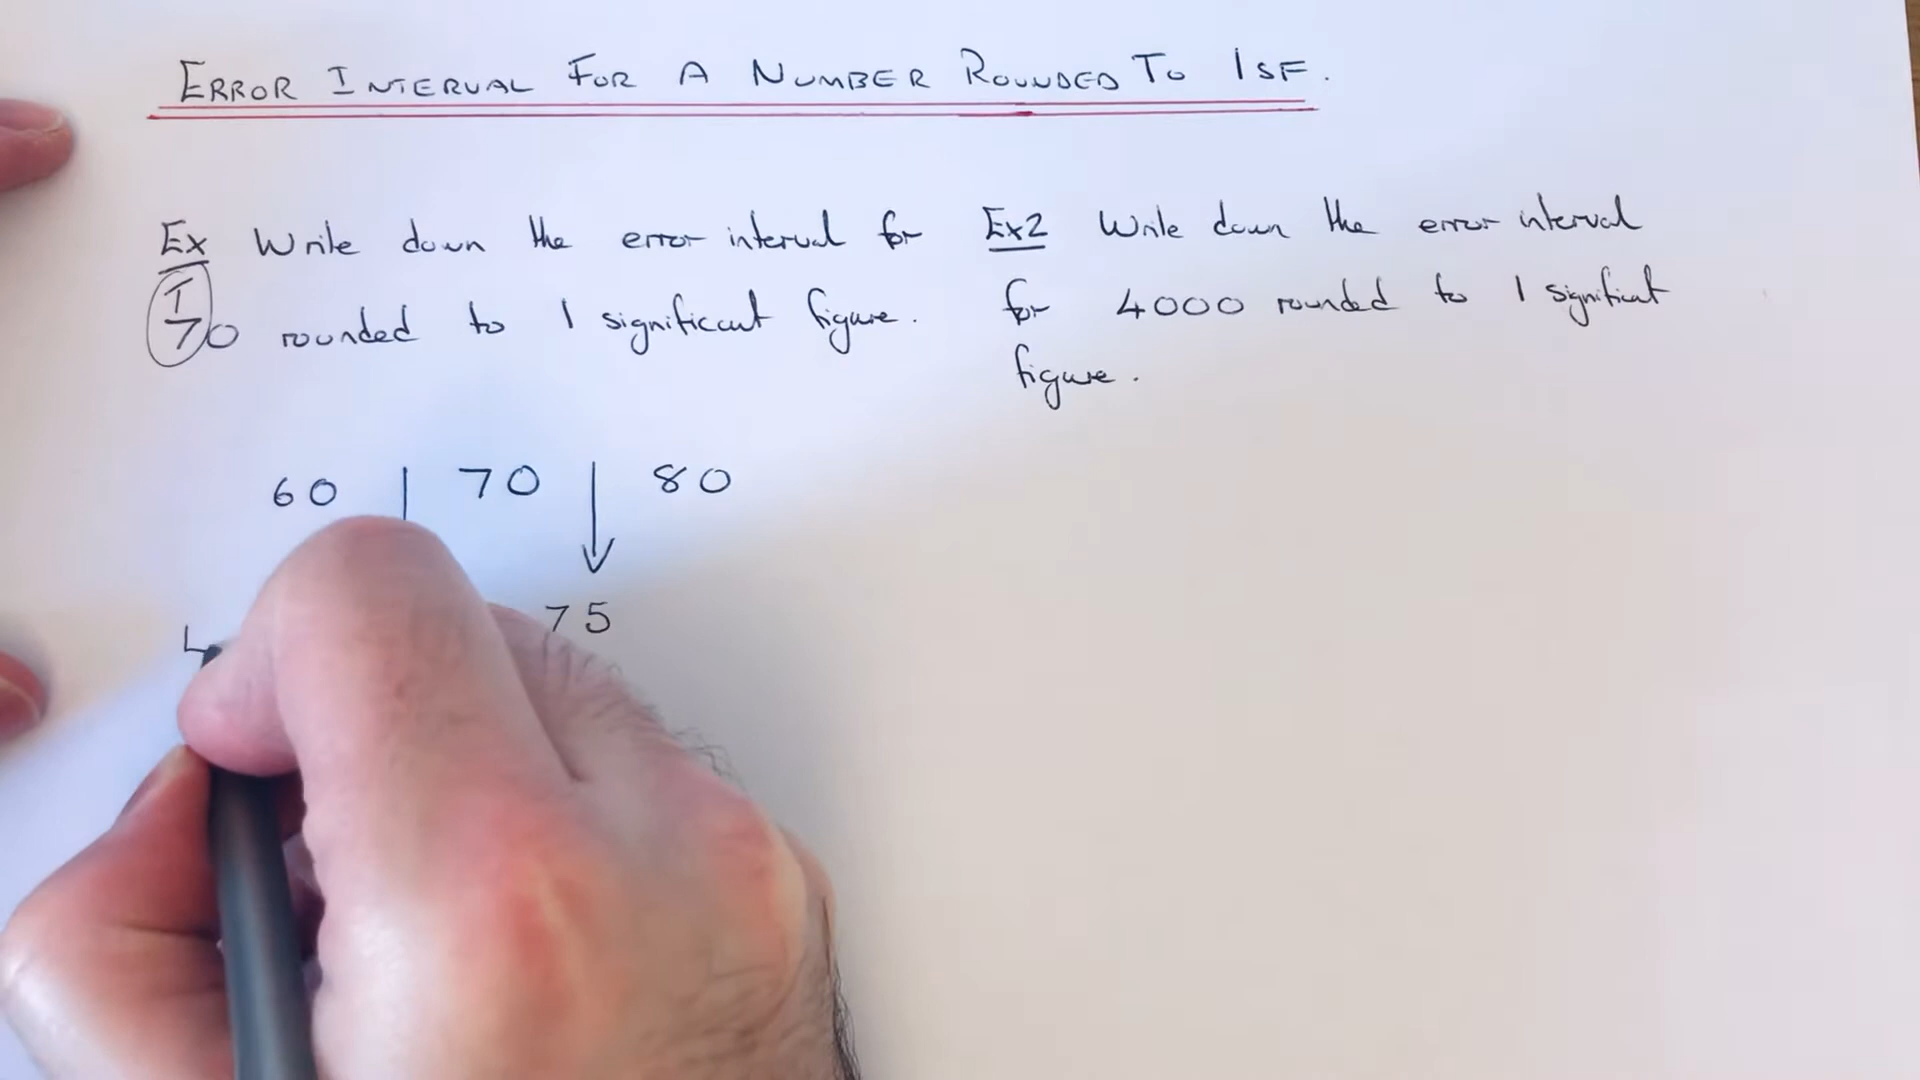 ERROR INTERVAL FOR A NUMBER ROUNDED TO 1SF.
Ex Write down the error interval for
T
70 rounded to 1 significant figure.
Ex2 Write down the error interval
for 4000 rounded to 1 significant
figure.
60 | 70 | 80
75
L